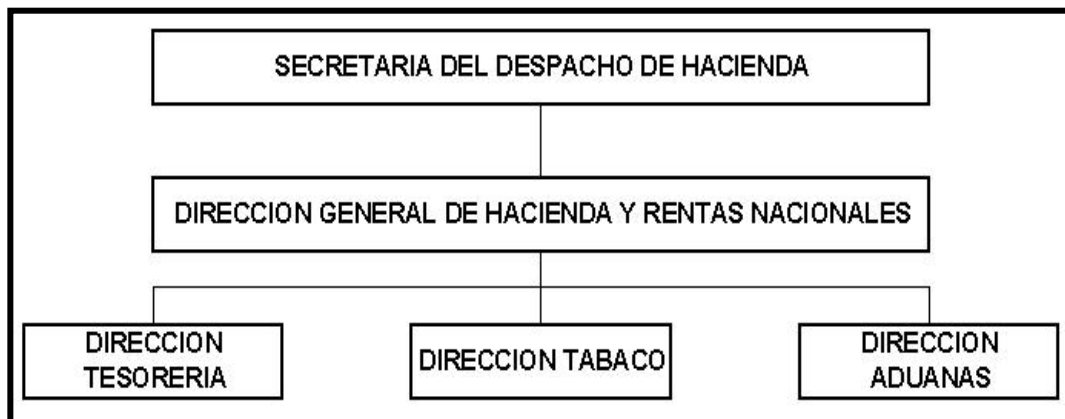 SECRETARIA DEL DESPACHO DE HACIENDA
DIRECCION GENERAL DE HACIENDA Y RENTAS NACIONALES
DIRECCION
TESORERIA
DIRECCION TABACO
DIRECCION
ADUANAS